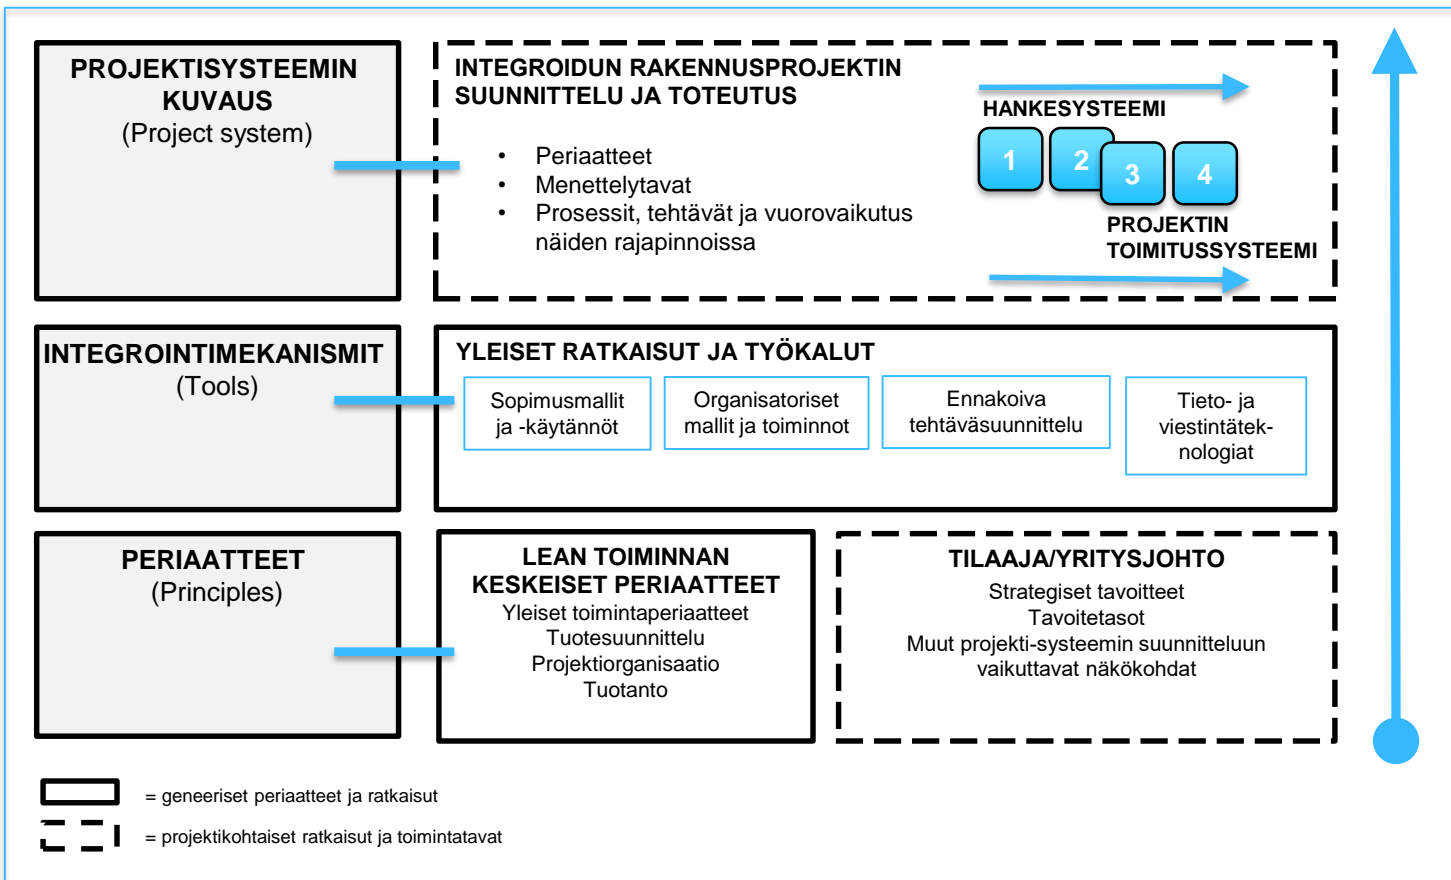 PROJEKTISYSTEEMIN
KUVAUS
(Project system)
INTEGROIDUN RAKENNUSPROJEKTIN
SUUNNITTELU JA TOTEUTUS
• Periaatteet
• Menettelytavat
• Prosessit, tehtävät ja vuorovaikutus
näiden rajapinnoissa
HANKESYSTEEMI
1
2
3
4
PROJEKTIN
TOIMITUSSYSTEEMI
INTEGROINTIMEKANISMIT
(Tools)
YLEISET RATKAISUT JA TYÖKALUT
Sopimusmallit
ja -käytännöt
Organisatoriset
mallit ja toiminnot
Ennakoiva
tehtäväsuunnittelu
Tieto- ja
viestintätek-
nologiat
PERIAATTEET
(Principles)
LEAN TOIMINNAN
KESKEISET PERIAATTEET
Yleiset toimintaperiaatteet
Tuotesuunnittelu
Projektiorganisaatio
Tuotanto
TILAAJA/YRITYSJOHTO
Strategiset tavoitteet
Tavoitetasot
Muut projekti-systeemin suunnitteluun
vaikuttavat näkökohdat
= geneeriset periaatteet ja ratkaisut
= projektikohtaiset ratkaisut ja toimintatavat